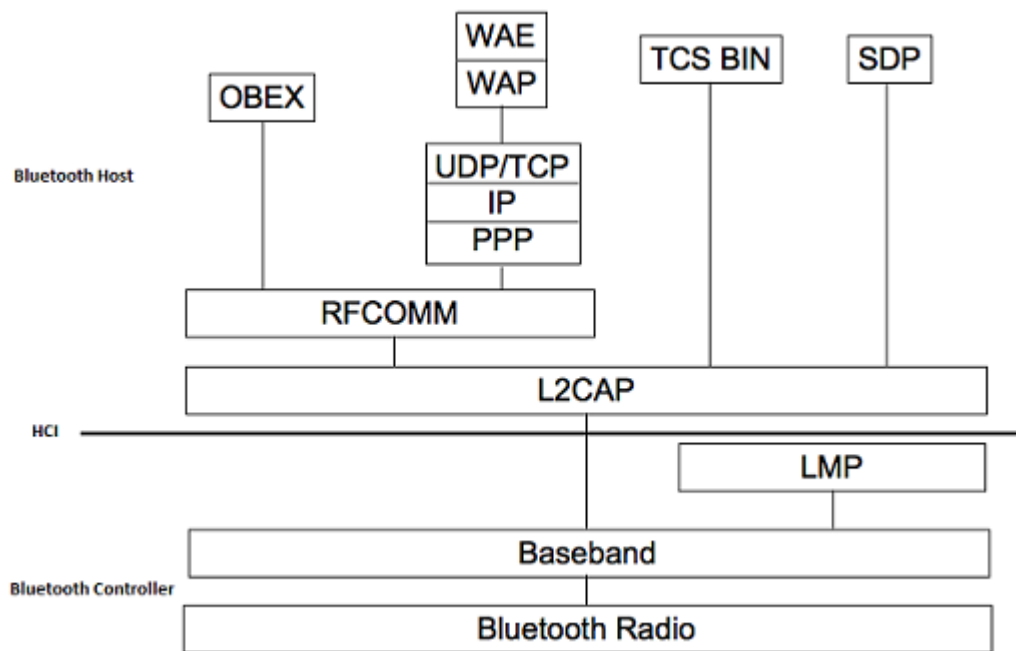 WAE
WAP
TCS BIN
SDP
OBEX
Bluetooth Host
UDP/TCP
IP
PPP
RFCOMM
L2CAP
HCI
LMP
Baseband
Bluetooth Controller
Bluetooth Radio